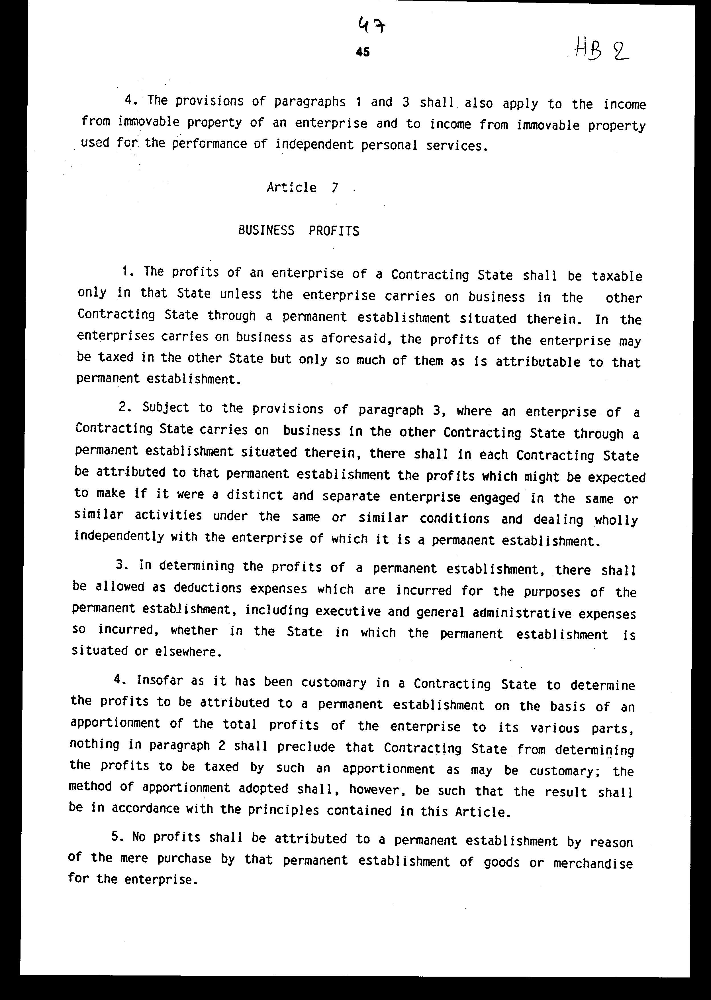 47
45
HB 2
4. The provisions of paragraphs 1 and 3 shall also apply to the income
from immovable property of an enterprise and to income from immovable property
used for the performance of independent personal services.
Article 7
BUSINESS PROFITS
1. The profits of an enterprise of a Contracting State shall be taxable
only in that State unless the enterprise carries on business in the other
Contracting State through a permanent establishment situated therein. In the
enterprises carries on business as aforesaid, the profits of the enterprise may
be taxed in the other State but only so much of them as is attributable to that
permanent establishment.
2. Subject to the provisions of paragraph 3, where an enterprise of a
Contracting State carries on business in the other Contracting State through a
permanent establishment situated therein, there shall in each Contracting State
be attributed to that permanent establishment the profits which might be expected
to make if it were a distinct and separate enterprise engaged in the same or
similar activities under the same or similar conditions and dealing wholly
independently with the enterprise of which it is a permanent establishment.
3. In determining the profits of a permanent establishment, there shall
be allowed as deductions expenses which are incurred for the purposes of the
permanent establishment, including executive and general administrative expenses
so incurred, whether in the State in which the permanent establishment is
situated or elsewhere.
4. Insofar as it has been customary in a Contracting State to determine
the profits to be attributed to a permanent establishment on the basis of an
apportionment of the total profits of the enterprise to its various parts,
nothing in paragraph 2 shall preclude that Contracting State from determining
the profits to be taxed by such an apportionment as may be customary; the
method of apportionment adopted shall, however, be such that the result shall
be in accordance with the principles contained in this Article.
5. No profits shall be attributed to a permanent establishment by reason
of the mere purchase by that permanent establishment of goods or merchandise
for the enterprise.